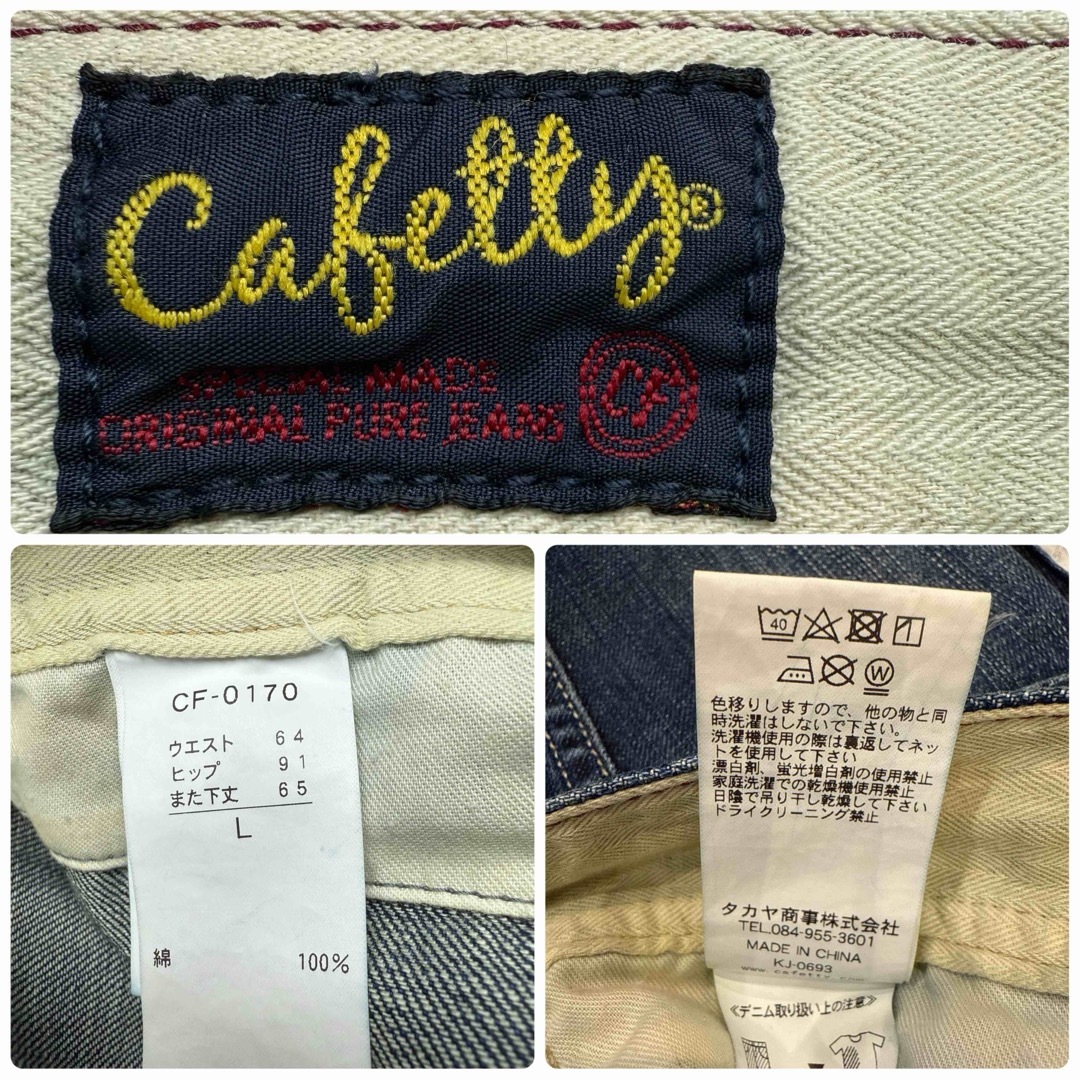 Cafetty®
SPECIAL MADE
ORIGINAL PURE JEANS
CF
CF-0170
ウエスト 64
ヒップ 91
また下丈 65
L
綿 100%
40
W
色移りしますので、他の物と同
時洗濯はしないで下さい。
洗濯機使用の際は裏返してネッ
トを使用して下さい
漂白剤、蛍光増白剤の使用禁止
家庭洗濯での乾燥機使用禁止
日陰で吊り干し乾燥して下さい
ドライクリーニング禁止
タカヤ商事株式会社
TEL.084-955-3601
MADE IN CHINA
KJ-0693
www.cafetty.com
≪デニム取り扱い上の注意≫